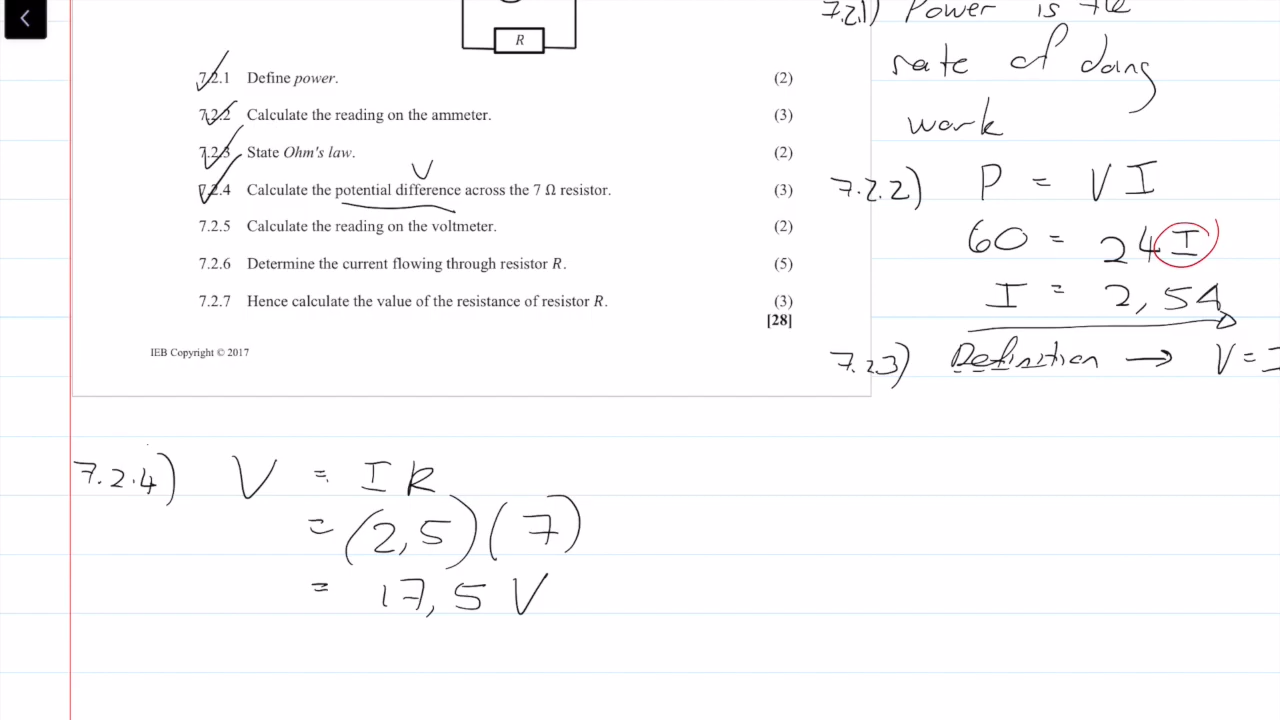 R
7.2.1 Define power. (2)
7.2.2 Calculate the reading on the ammeter. (3)
7.2.3 State Ohm's law. (2)
V
7.2.4 Calculate the potential difference across the 7 Ω resistor. (3)
7.2.5 Calculate the reading on the voltmeter. (2)
7.2.6 Determine the current flowing through resistor R. (5)
7.2.7 Hence calculate the value of the resistance of resistor R. (3)
[28]
IEB Copyright © 2017
7.2.1) Power is the
rate of doing
work
7.2.2) P = VI
60 = 24 I
I = 2,5A
7.2.3) Definition → V = I
7.2.4) V = IR
= (2,5)(7)
= 17,5 V